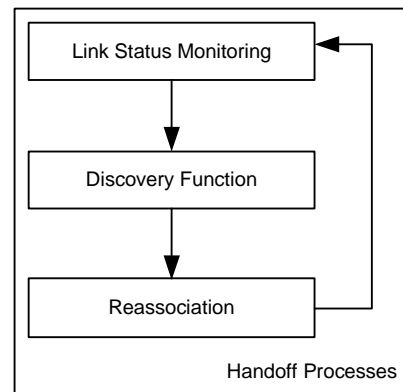 Link Status Monitoring
Discovery Function
Reassociation
Handoff Processes